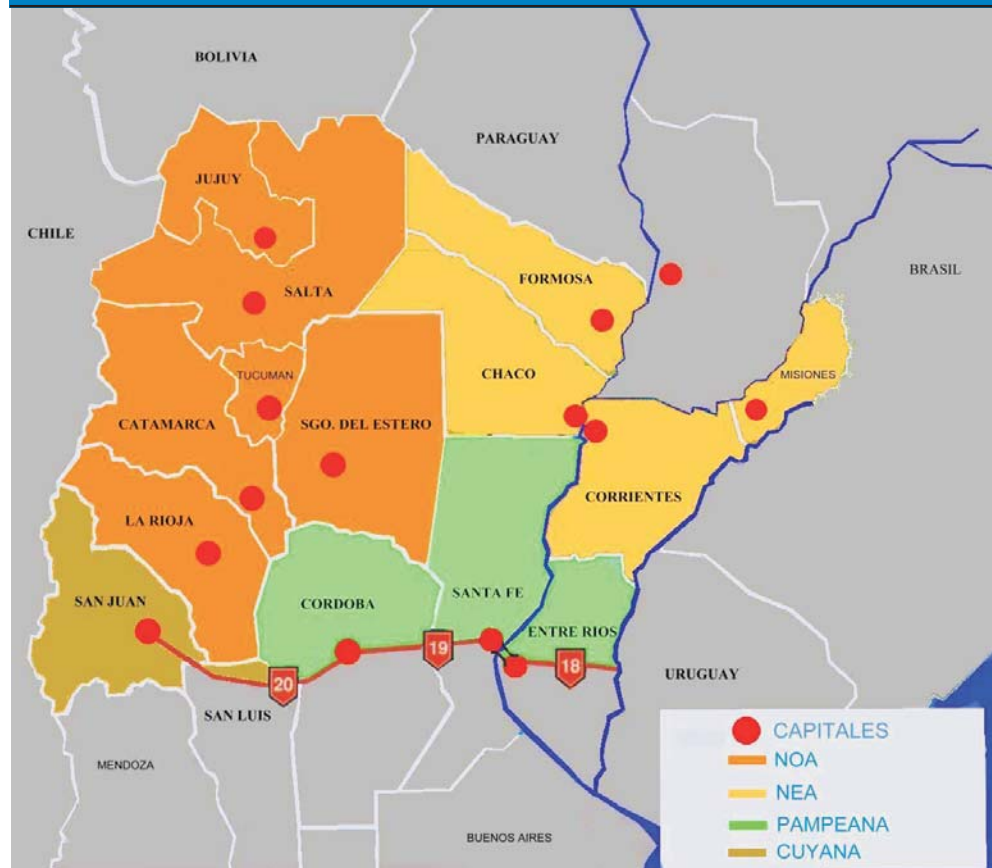 BOLIVIA
PARAGUAY
JUJUY
CHILE
BRASIL
FORMOSA
SALTA
CHACO
TUCUMAN
MISIONES
CATAMARCA
SGO. DEL ESTERO
CORRIENTES
LA RIOJA
SAN JUAN
CORDOBA
SANTA FE
ENTRE RIOS
19
18
20
URUGUAY
SAN LUIS
MENDOZA
BUENOS AIRES
CAPITALES
NOA
NEA
PAMPEANA
CUYANA